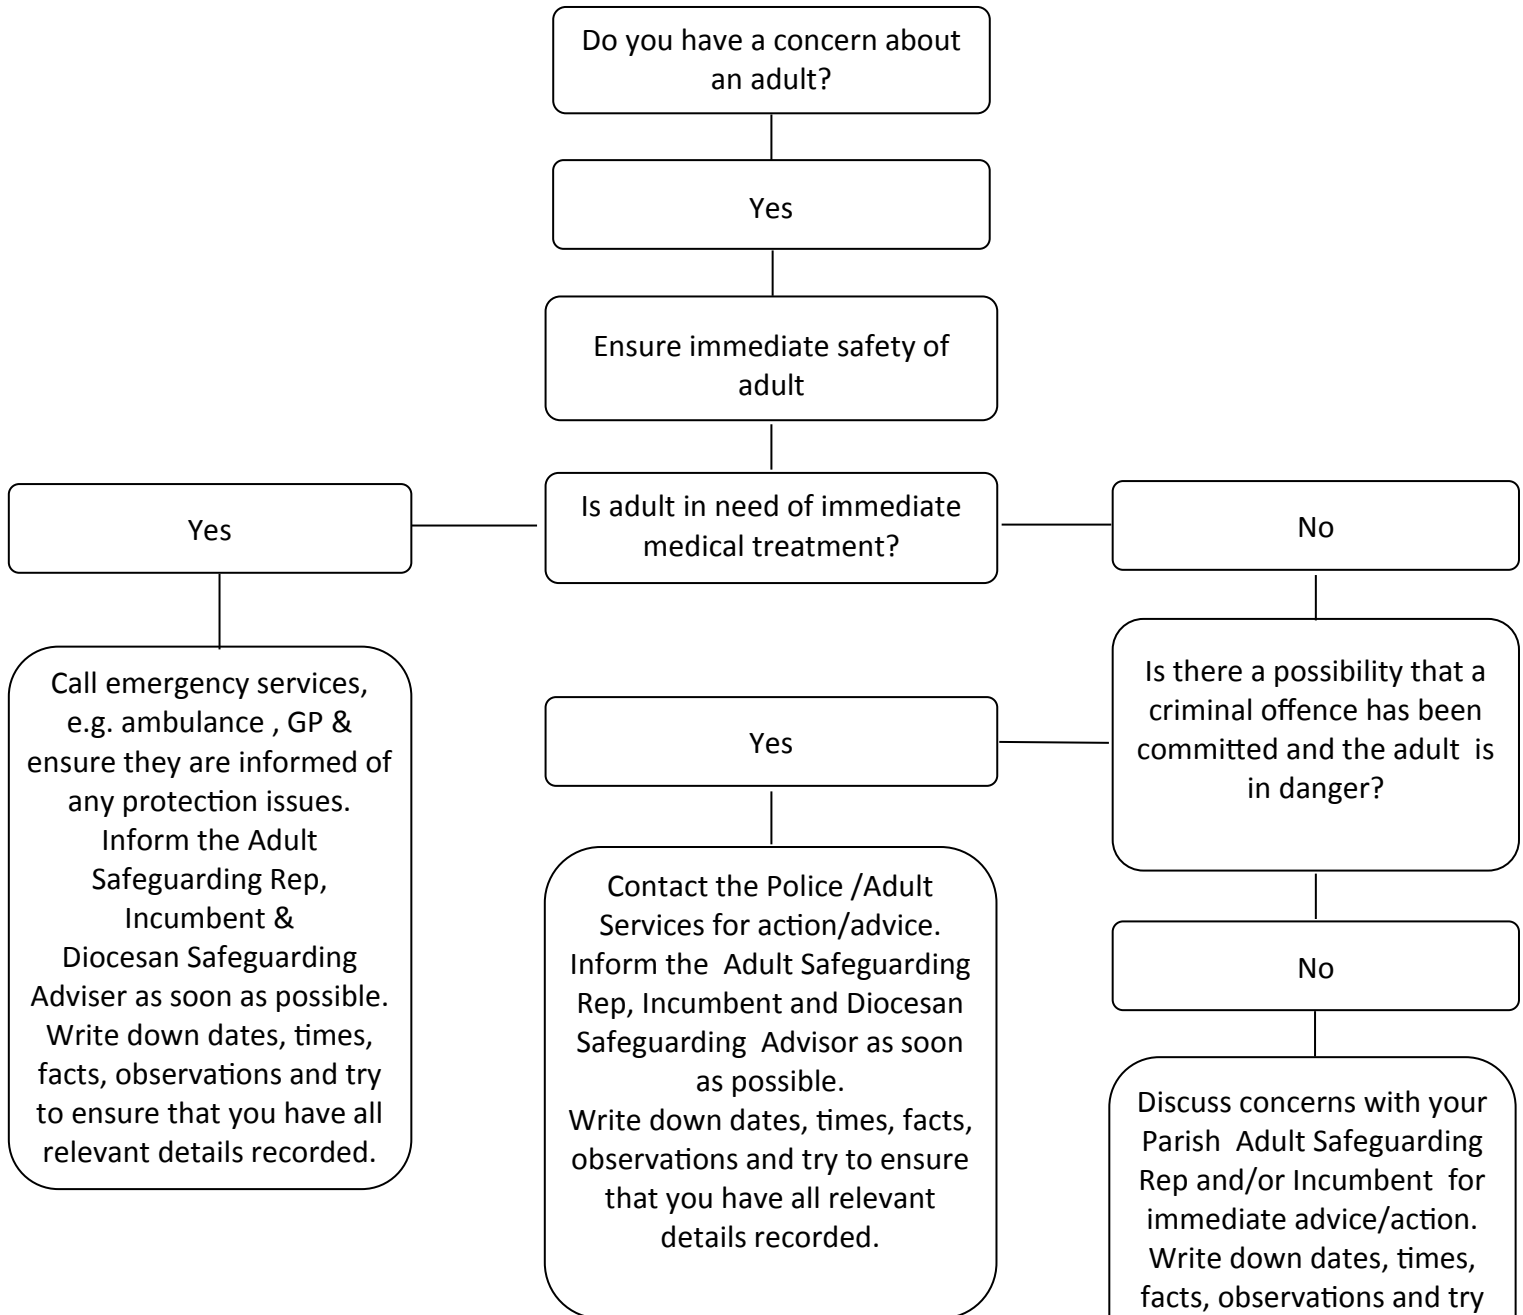 Do you have a concern about
an adult?
Yes
Ensure immediate safety of
adult
Is adult in need of immediate
medical treatment?
Yes
Call emergency services,
e.g. ambulance , GP &
ensure they are informed of
any protection issues.
Inform the Adult
Safeguarding Rep,
Incumbent &
Diocesan Safeguarding
Adviser as soon as possible.
Write down dates, times,
facts, observations and try
to ensure that you have all
relevant details recorded.
No
Is there a possibility that a
criminal offence has been
committed and the adult  is
in danger?
Yes
Contact the Police /Adult
Services for action/advice.
Inform the  Adult Safeguarding
Rep, Incumbent and Diocesan
Safeguarding  Advisor as soon
as possible.
Write down dates, times, facts,
observations and try to ensure
that you have all relevant
details recorded.
No
Discuss concerns with your
Parish  Adult Safeguarding
Rep and/or Incumbent  for
immediate advice/action.
Write down dates, times,
facts, observations and try